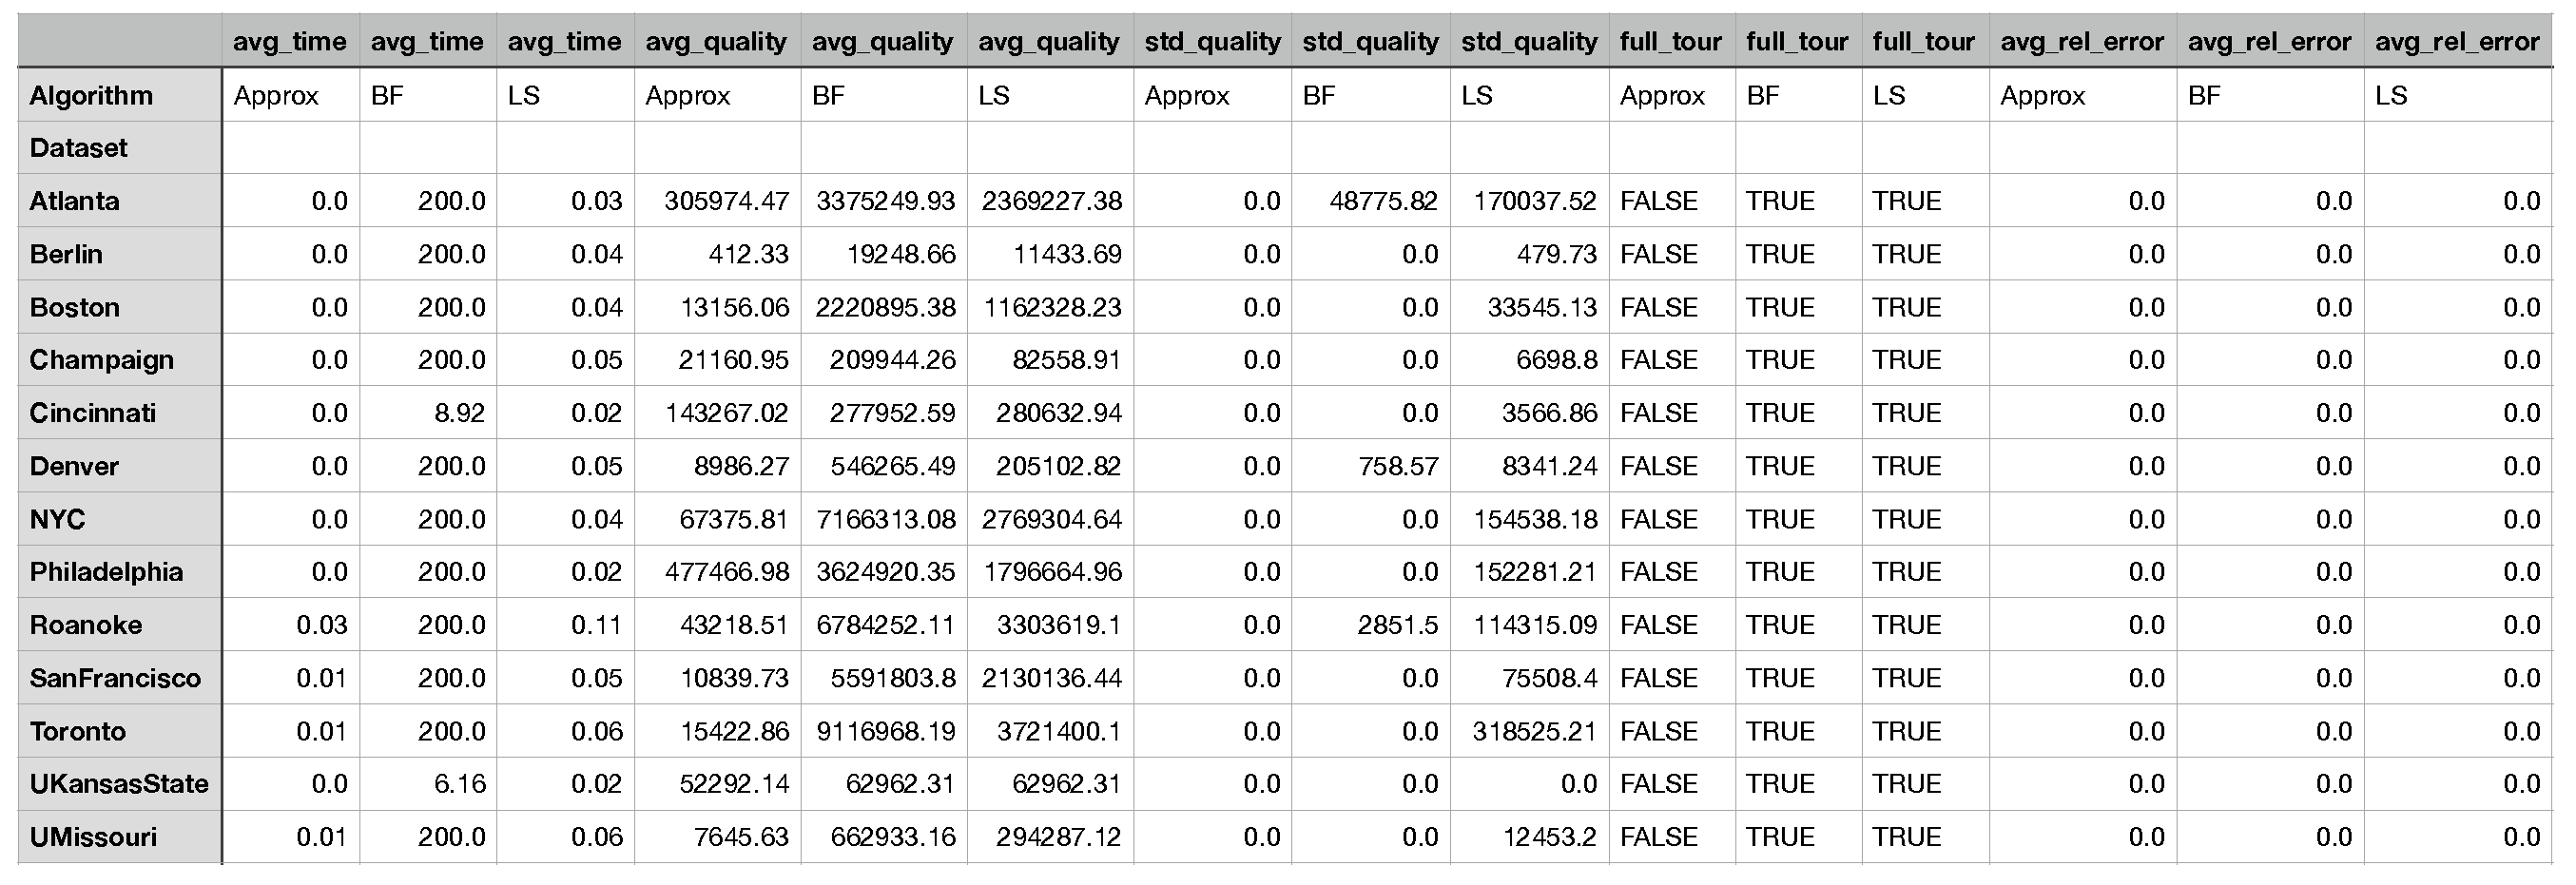 avg_time avg_time avg_time avg_quality avg_quality avg_quality std_quality std_quality std_quality full_tour full_tour full_tour avg_rel_error avg_rel_error avg_rel_error
Algorithm Approx BF LS Approx BF LS Approx BF LS Approx BF LS Approx BF LS
Dataset
Atlanta 0.0 200.0 0.03 305974.47 3375249.93 2369227.38 0.0 48775.82 170037.52 FALSE TRUE TRUE 0.0 0.0 0.0
Berlin 0.0 200.0 0.04 412.33 19248.66 11433.69 0.0 0.0 479.73 FALSE TRUE TRUE 0.0 0.0 0.0
Boston 0.0 200.0 0.04 13156.06 2220895.38 1162328.23 0.0 0.0 33545.13 FALSE TRUE TRUE 0.0 0.0 0.0
Champaign 0.0 200.0 0.05 21160.95 209944.26 82558.91 0.0 0.0 6698.8 FALSE TRUE TRUE 0.0 0.0 0.0
Cincinnati 0.0 8.92 0.02 143267.02 277952.59 280632.94 0.0 0.0 3566.86 FALSE TRUE TRUE 0.0 0.0 0.0
Denver 0.0 200.0 0.05 8986.27 546265.49 205102.82 0.0 758.57 8341.24 FALSE TRUE TRUE 0.0 0.0 0.0
NYC 0.0 200.0 0.04 67375.81 7166313.08 2769304.64 0.0 0.0 154538.18 FALSE TRUE TRUE 0.0 0.0 0.0
Philadelphia 0.0 200.0 0.02 477466.98 3624920.35 1796664.96 0.0 0.0 152281.21 FALSE TRUE TRUE 0.0 0.0 0.0
Roanoke 0.03 200.0 0.11 43218.51 6784252.11 3303619.1 0.0 2851.5 114315.09 FALSE TRUE TRUE 0.0 0.0 0.0
SanFrancisco 0.01 200.0 0.05 10839.73 5591803.8 2130136.44 0.0 0.0 75508.4 FALSE TRUE TRUE 0.0 0.0 0.0
Toronto 0.01 200.0 0.06 15422.86 9116968.19 3721400.1 0.0 0.0 318525.21 FALSE TRUE TRUE 0.0 0.0 0.0
UKansasState 0.0 6.16 0.02 52292.14 62962.31 62962.31 0.0 0.0 0.0 FALSE TRUE TRUE 0.0 0.0 0.0
UMissouri 0.01 200.0 0.06 7645.63 662933.16 294287.12 0.0 0.0 12453.2 FALSE TRUE TRUE 0.0 0.0 0.0